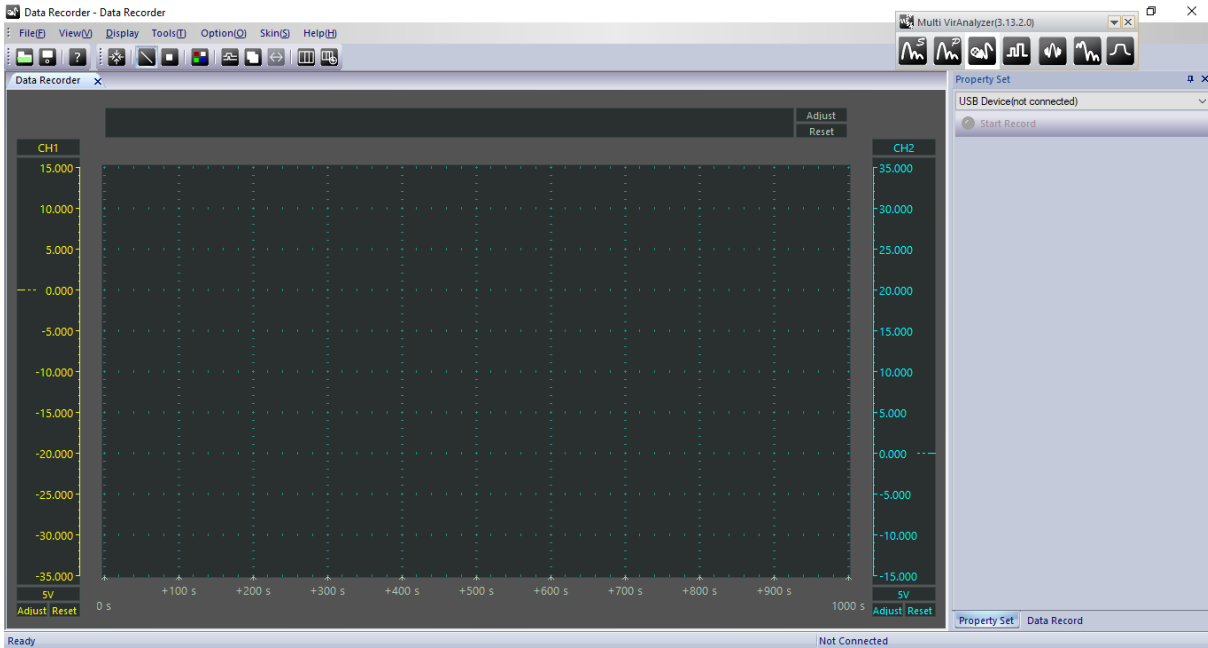 Data Recorder - Data Recorder
Multi VirAnalyzer(3.13.2.0)
File(F) View(V) Display Tools(T) Option(O) Skin(S) Help(H)
Data Recorder
Property Set
USB Device(not connected)
Start Record
Adjust
Reset
CH1
CH2
15.000
10.000
5.000
0.000
-5.000
-10.000
-15.000
-20.000
-25.000
-30.000
-35.000
5V
Adjust Reset
35.000
30.000
25.000
20.000
15.000
10.000
5.000
0.000
-5.000
-10.000
-15.000
5V
Adjust Reset
+100 s +200 s +300 s +400 s +500 s +600 s +700 s +800 s +900 s
0 s 1000 s
Property Set Data Record
Ready Not Connected